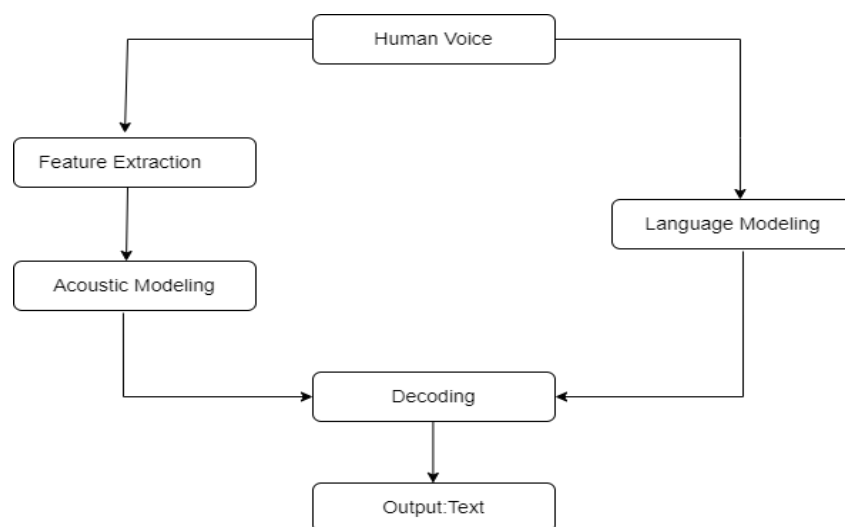 Human Voice
Feature Extraction
Language Modeling
Acoustic Modeling
Decoding
Output:Text